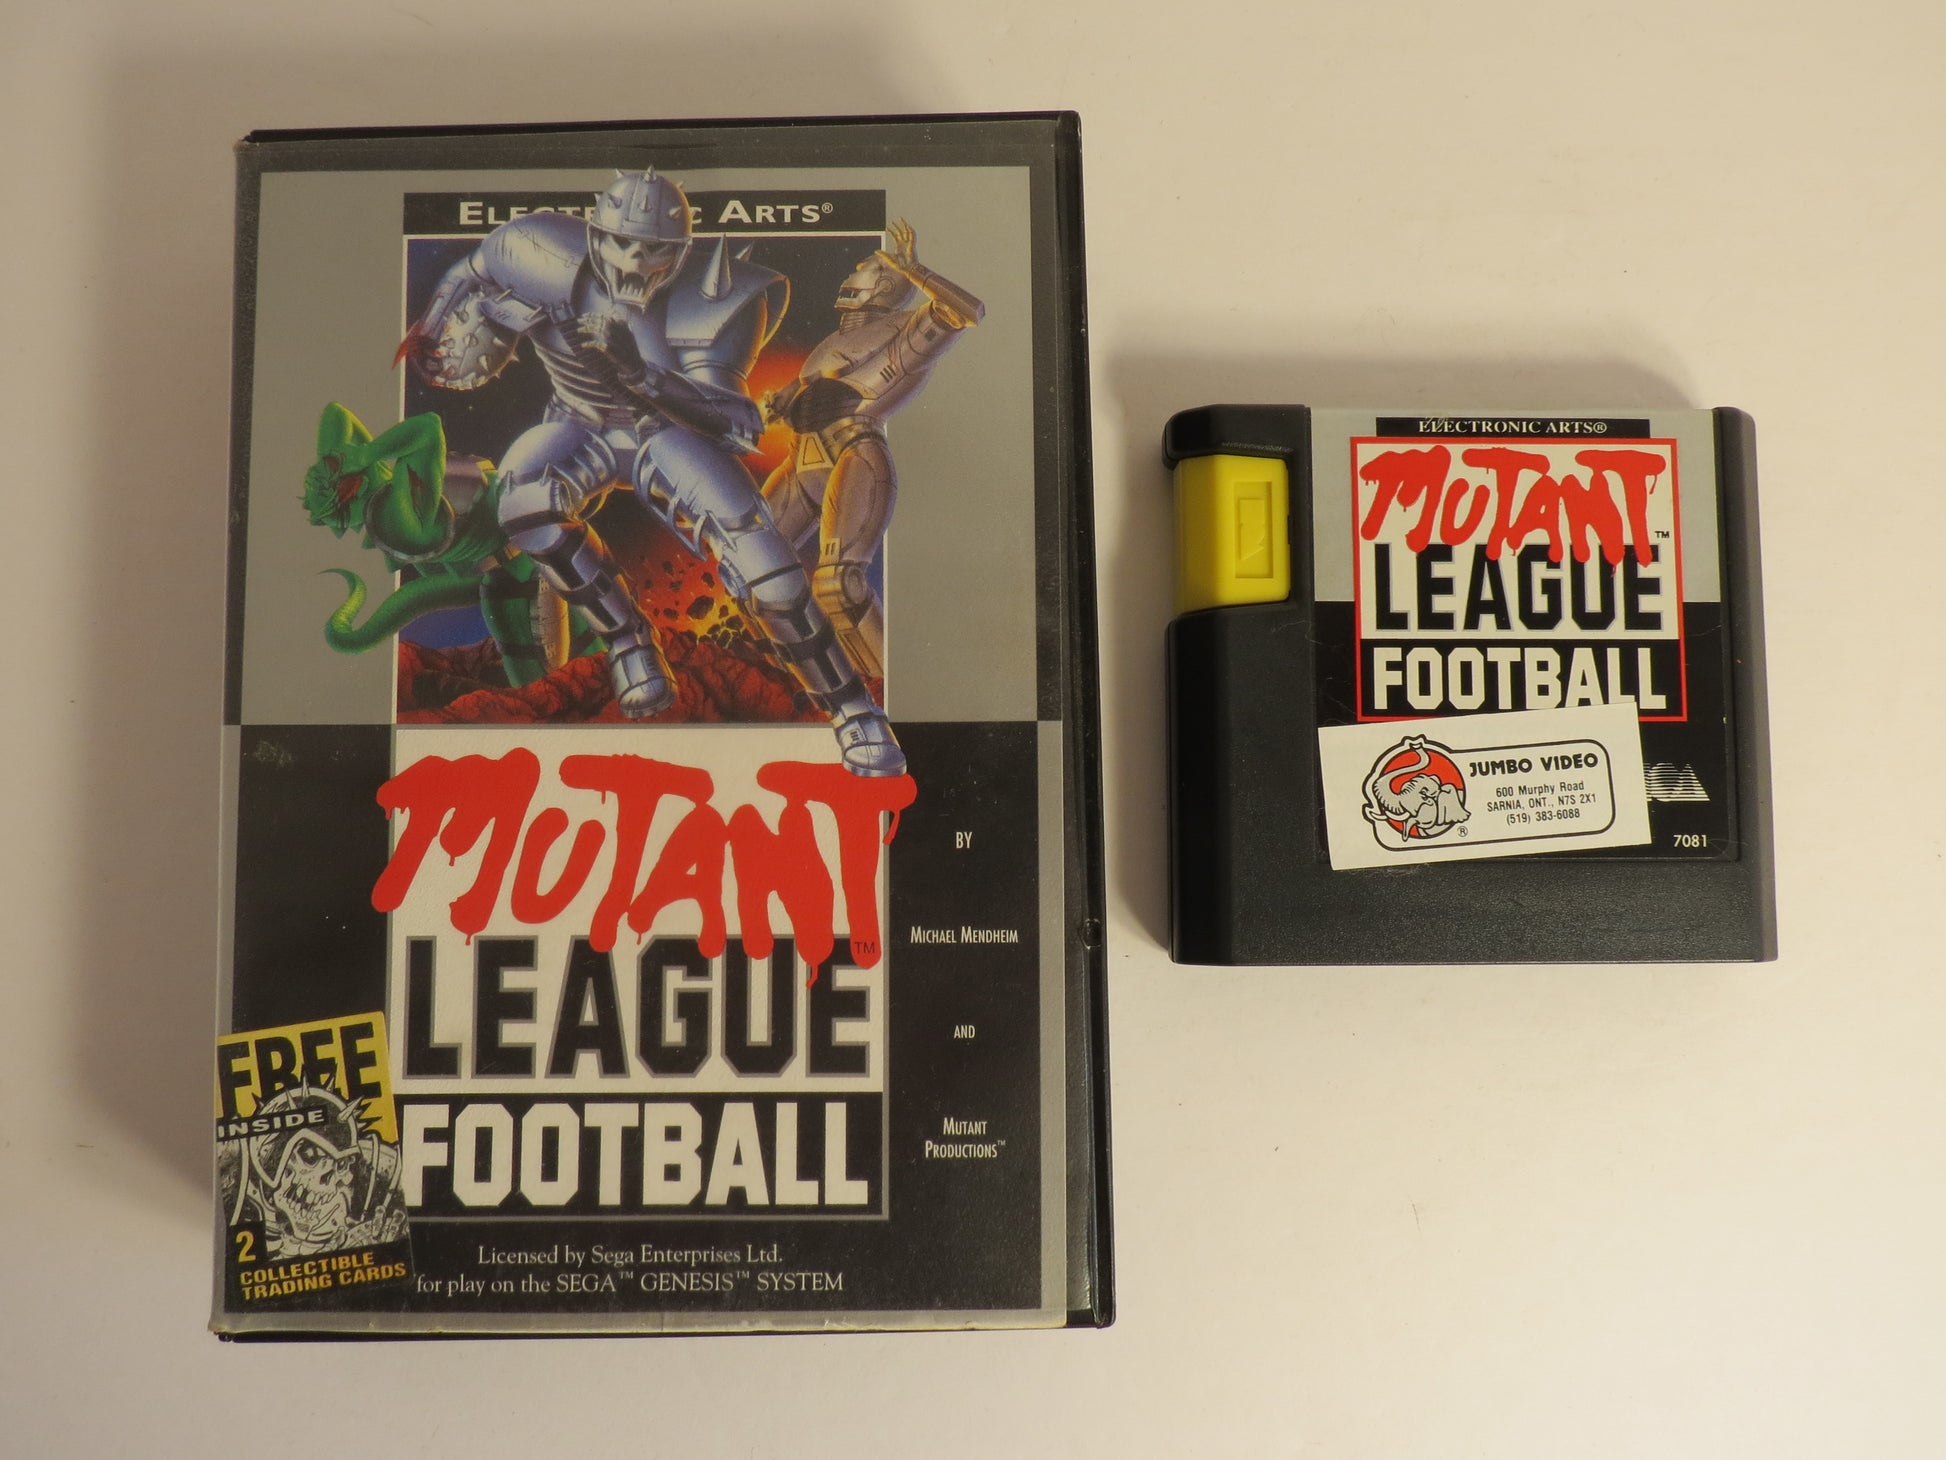 ELECTRONIC ARTS®
MUTANT
LEAGUE™
FOOTBALL
BY
MICHAEL MENDHEIM
AND
MUTANT
PRODUCTIONS™
FREE
INSIDE
2
COLLECTIBLE
TRADING CARDS
Licensed by Sega Enterprises Ltd.
for play on the SEGA™ GENESIS™ SYSTEM
ELECTRONIC ARTS®
MUTANT™
LEAGUE
FOOTBALL
JUMBO VIDEO
600 Murphy Road
SARNIA, ONT., N7S 2X1
(519) 383-6088
®
7081